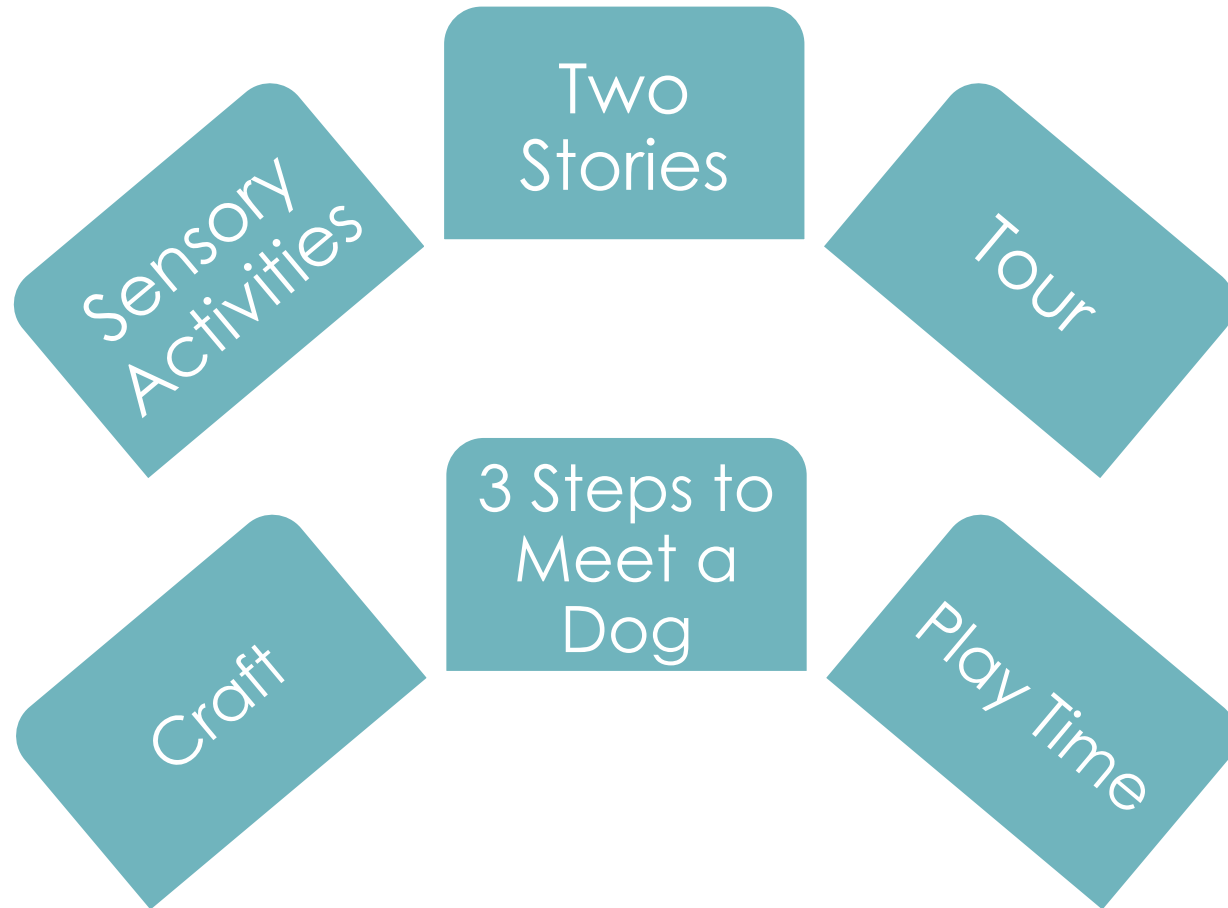 Sensory
Activities
Two
Stories
Tour
Craft
3 Steps to
Meet a
Dog
Play Time